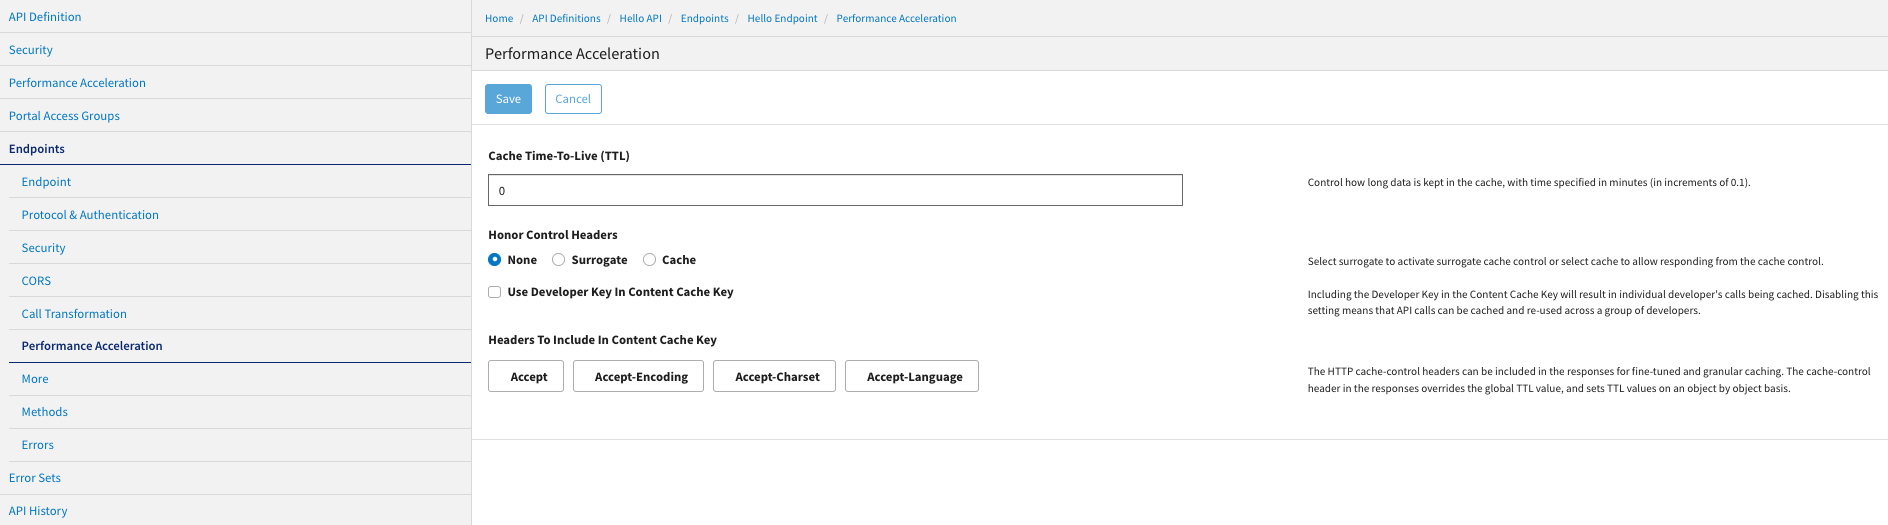 API Definition
Security
Performance Acceleration
Portal Access Groups
Endpoints
Endpoint
Protocol & Authentication
Security
CORS
Call Transformation
Performance Acceleration
More
Methods
Errors
Error Sets
API History
Home / API Definitions / Hello API / Endpoints / Hello Endpoint / Performance Acceleration
Performance Acceleration
Save Cancel
Cache Time-To-Live (TTL)
0
Control how long data is kept in the cache, with time specified in minutes (in increments of 0.1).
Honor Control Headers
None Surrogate Cache
Select surrogate to activate surrogate cache control or select cache to allow responding from the cache control.
Use Developer Key In Content Cache Key
Including the Developer Key in the Content Cache Key will result in individual developer's calls being cached. Disabling this
setting means that API calls can be cached and re-used across a group of developers.
Headers To Include In Content Cache Key
Accept Accept-Encoding Accept-Charset Accept-Language
The HTTP cache-control headers can be included in the responses for fine-tuned and granular caching. The cache-control
header in the responses overrides the global TTL value, and sets TTL values on an object by object basis.